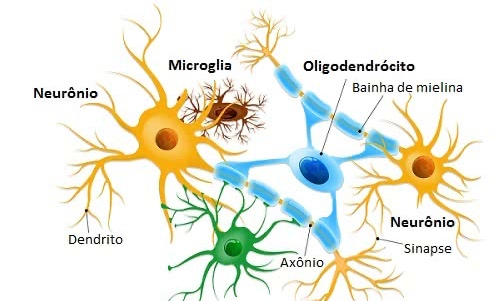 Microglia
Oligodendrócito
Bainha de mielina
Neurônio
Neurônio
Dendrito
Sinapse
Axônio